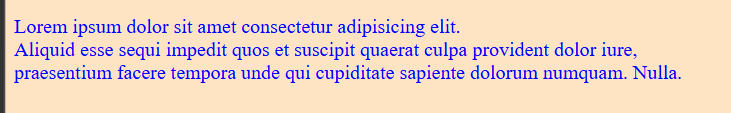 Lorem ipsum dolor sit amet consectetur adipisicing elit.
Aliquid esse sequi impedit quos et suscipit quaerat culpa provident dolor iure,
praesentium facere tempora unde qui cupiditate sapiente dolorum numquam. Nulla.